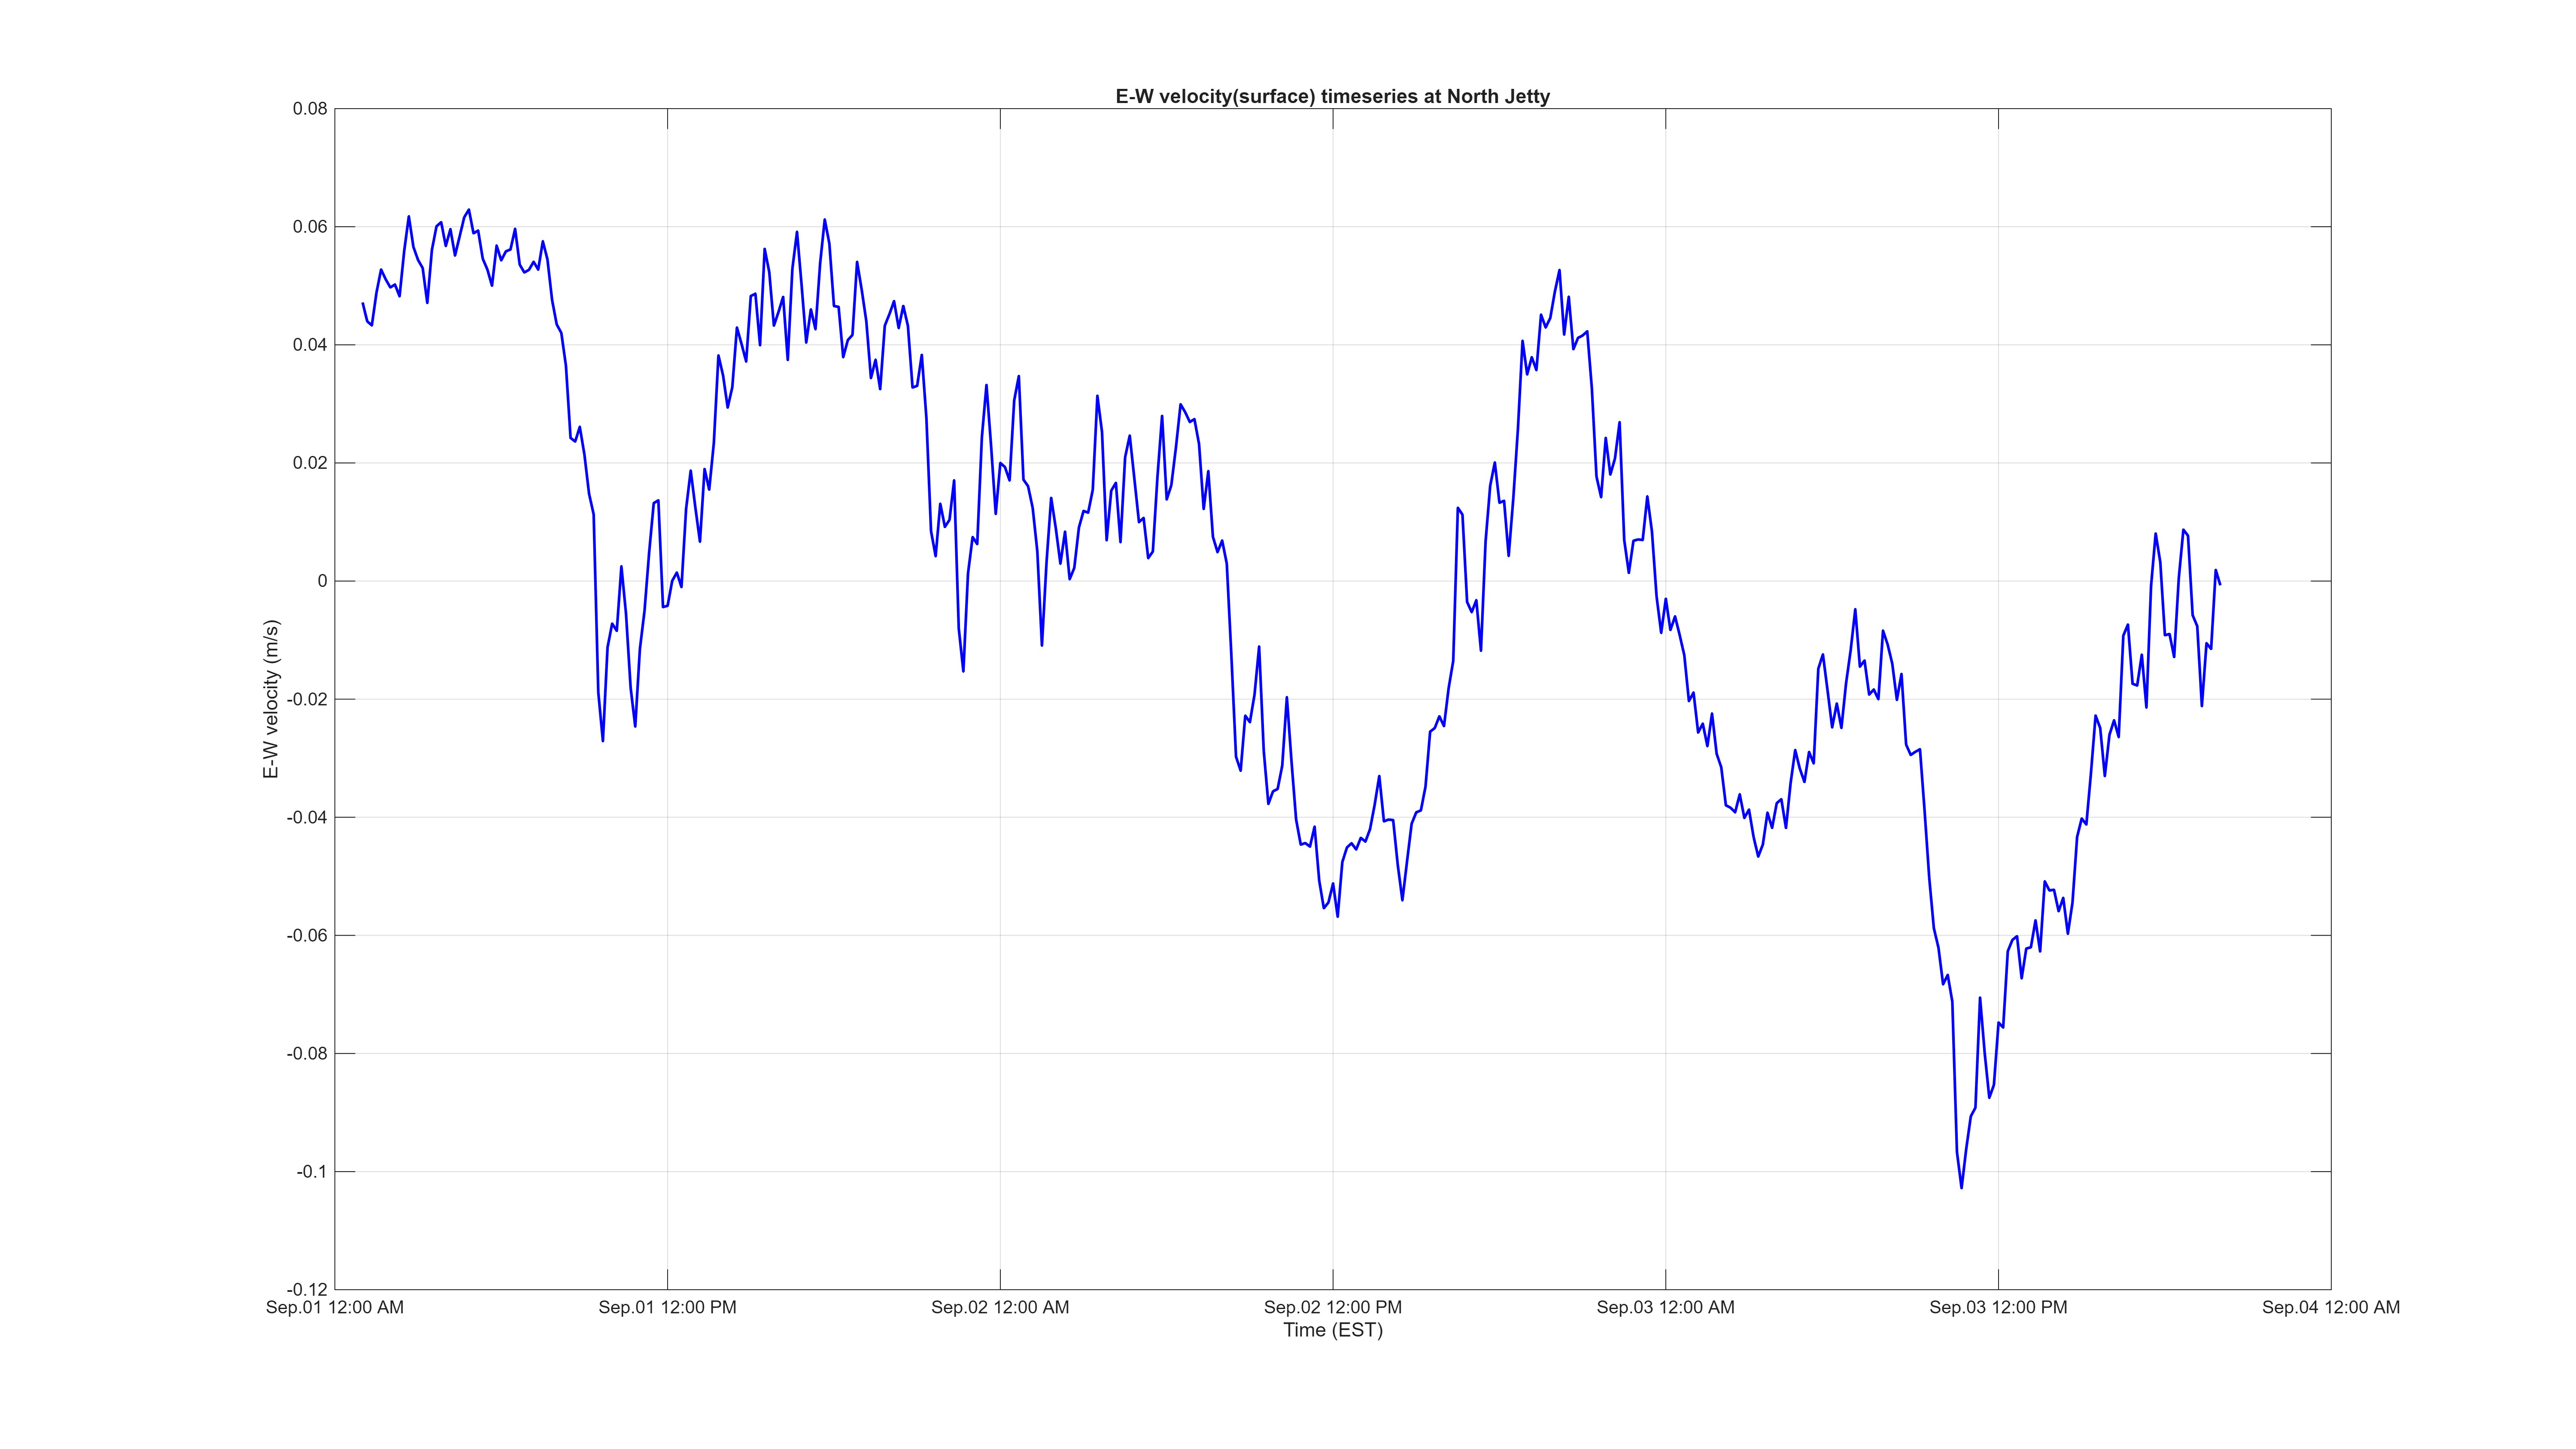 E-W velocity(surface) timeseries at North Jetty
0.08
0.06
0.04
0.02
0
-0.02
-0.04
-0.06
-0.08
-0.1
-0.12
E-W velocity (m/s)
Sep.01 12:00 AM
Sep.01 12:00 PM
Sep.02 12:00 AM
Sep.02 12:00 PM
Sep.03 12:00 AM
Sep.03 12:00 PM
Sep.04 12:00 AM
Time (EST)